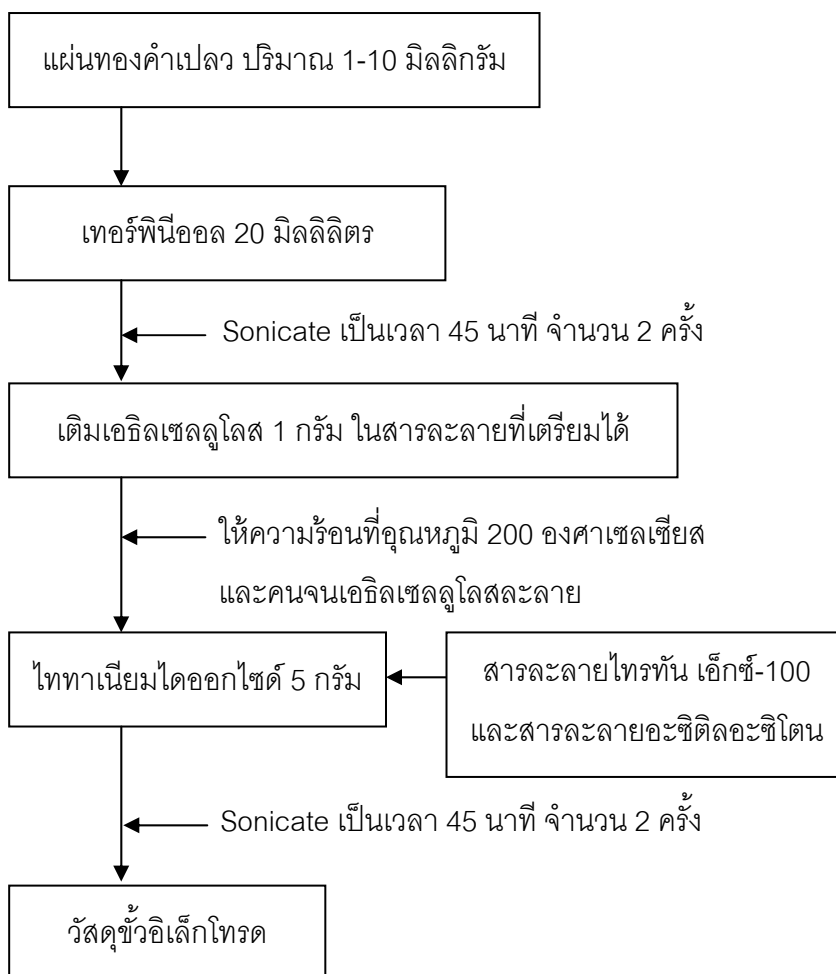 แผ่นทองคำเปลว ปริมาณ 1-10 มิลลิกรัม
เทอร์พินีออล 20 มิลลิลิตร
Sonicate เป็นเวลา 45 นาที จำนวน 2 ครั้ง
เติมเอธิลเซลลูโลส 1 กรัม ในสารละลายที่เตรียมได้
ให้ความร้อนที่อุณหภูมิ 200 องศาเซลเซียส
และคนจนเอธิลเซลลูโลสละลาย
ไททาเนียมไดออกไซด์ 5 กรัม
สารละลายไทรทัน เอ็กซ์-100
และสารละลายอะซิติลอะซิโตน
Sonicate เป็นเวลา 45 นาที จำนวน 2 ครั้ง
วัสดุขั้วอิเล็กโทรด